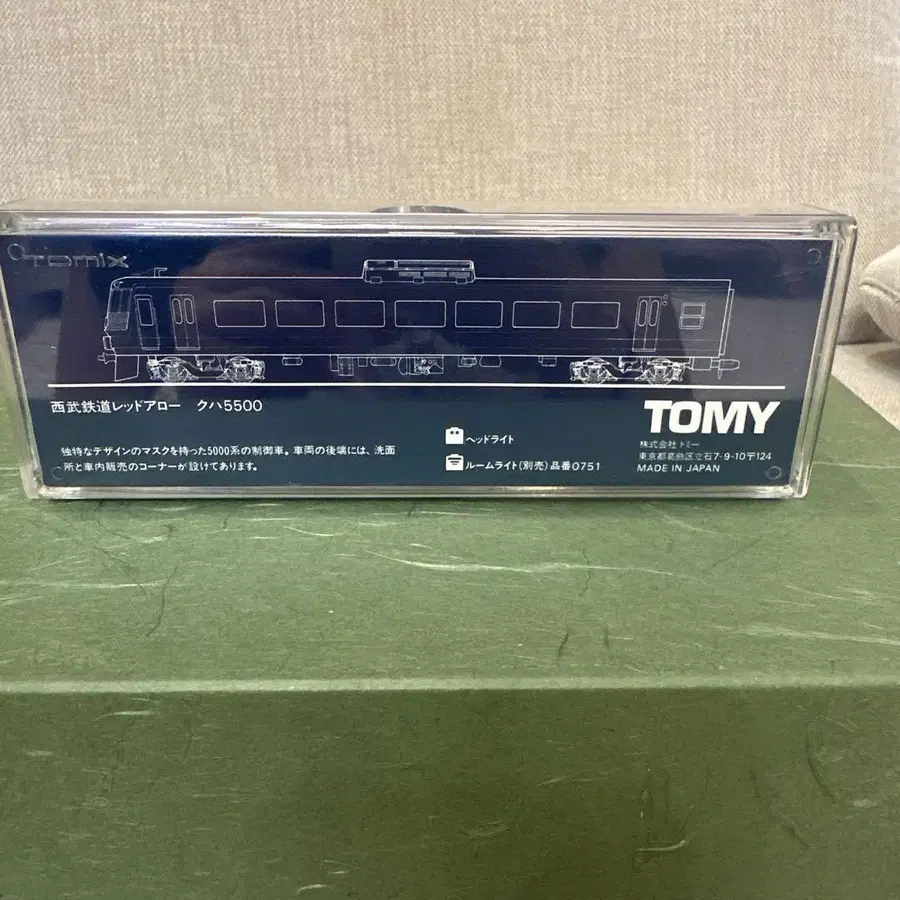 TOMIX
西武鉄道レッドアロー クハ5500
独特なデザインのマスクを持った5000系の制御車。車両の後端には、洗面
所と車内販売のコーナーが設けてあります。
ヘッドライト
ルームライト(別売)品番0751
TOMY
株式会社トミー
東京都葛飾区立石7-9-10〒124
MADE IN JAPAN